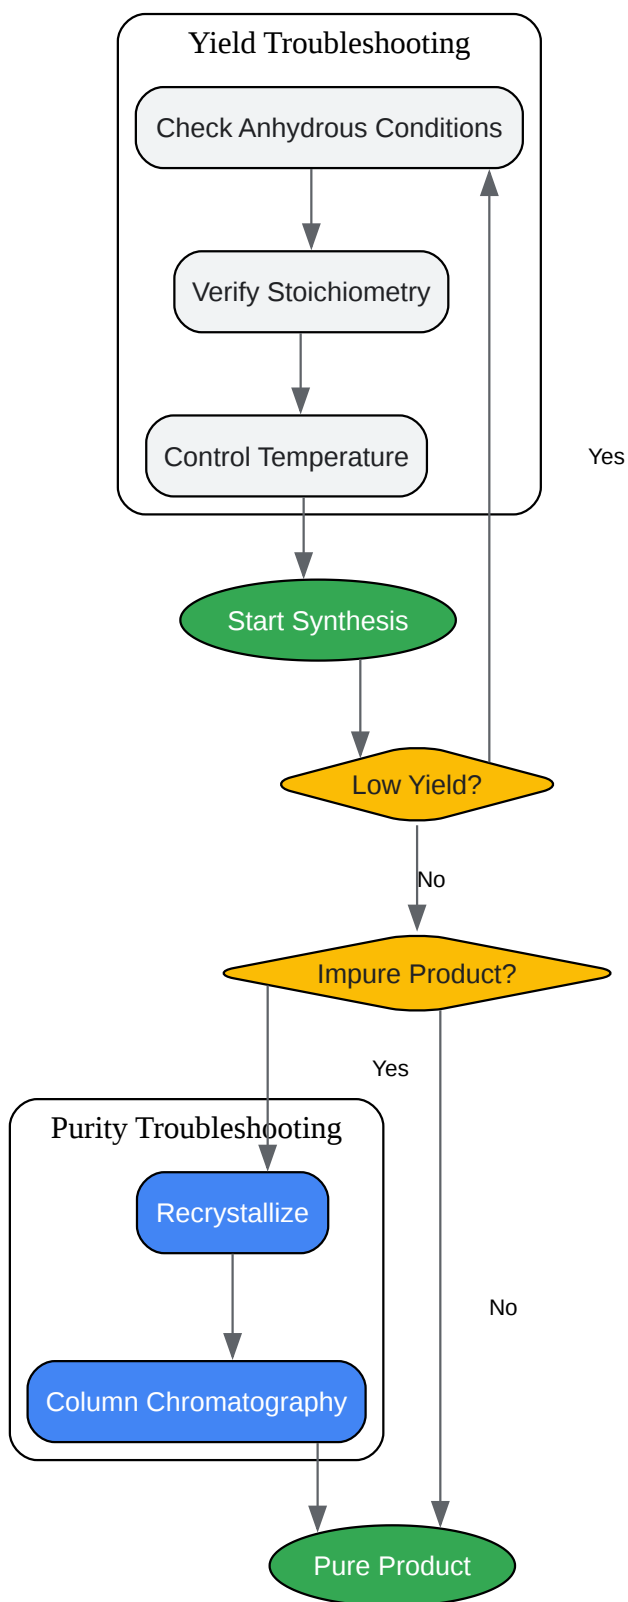 Yield Troubleshooting
Check Anhydrous Conditions
Verify Stoichiometry
Control Temperature
Yes
Start Synthesis
Low Yield?
No
Impure Product?
Yes
Purity Troubleshooting
Recrystallize
No
Column Chromatography
Pure Product